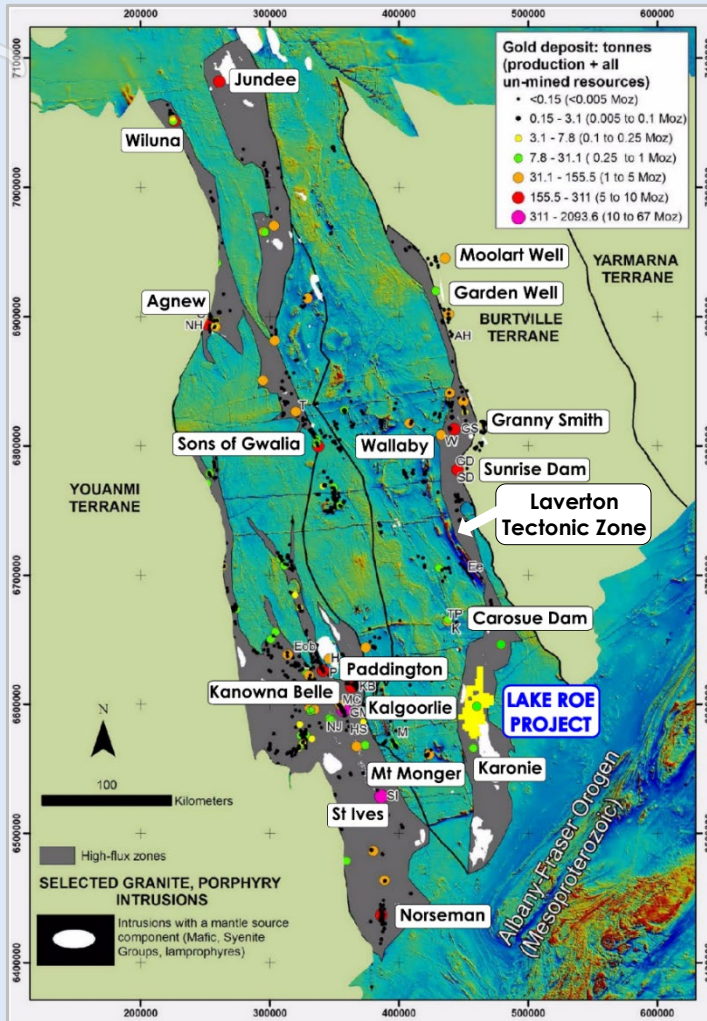 200000
300000
400000
500000
600000
7100000
7000000
6900000
6800000
6700000
6600000
6500000
6400000
Gold deposit: tonnes
(production + all
un-mined resources)
<0.15 (<0.005 Moz)
0.15 - 3.1 (0.005 to 0.1 Moz)
3.1 - 7.8 (0.1 to 0.25 Moz)
7.8 - 31.1 ( 0.25 to 1 Moz)
31.1 - 155.5 (1 to 5 Moz)
155.5 - 311 (5 to 10 Moz)
311 - 2093.6 (10 to 67 Moz)
Jundee
Wiluna
Moolart Well
YARMARNA
TERRANE
Garden Well
Agnew
NH
BURTVILLE
TERRANE
AH
T
Granny Smith
GS
Sons of Gwalia
Wallaby
W
GD
SD
Sunrise Dam
YOUANMI
TERRANE
Laverton
Tectonic Zone
TP
K
Carosue Dam
Paddington
P
Kanowna Belle
KB
Kalgoorlie
LAKE ROE
PROJECT
NJ
HS
M
Mt Monger
Karonie
N
100
Kilometers
SI
St Ives
High-flux zones
SELECTED GRANITE, PORPHYRY
INTRUSIONS
Intrusions with a mantle source
component (Mafic, Syenite
Groups, lamprophyres)
Norseman
Albany-Fraser Orogen
(Mesoproterozoic)
200000
300000
400000
500000
600000